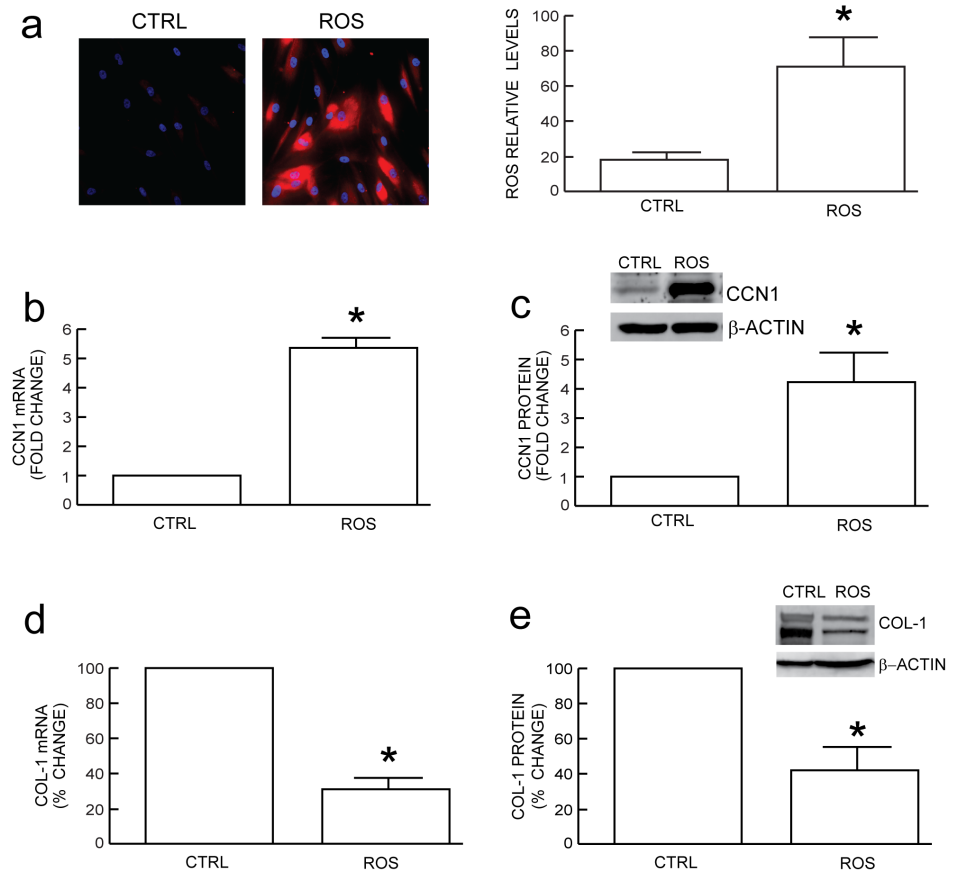 a
CTRL ROS
ROS RELATIVE LEVELS
100
80
60
40
20
0
*
CTRL ROS
b
CCN1 mRNA
(FOLD CHANGE)
6
5
4
3
2
1
0
*
CTRL ROS
c
CTRL ROS
CCN1
β-ACTIN
CCN1 PROTEIN
(FOLD CHANGE)
6
5
4
3
2
1
0
*
CTRL ROS
d
COL-1 mRNA
(% CHANGE)
100
80
60
40
20
0
*
CTRL ROS
e
CTRL ROS
COL-1
β–ACTIN
COL-1 PROTEIN
(% CHANGE)
100
80
60
40
20
0
*
CTRL ROS